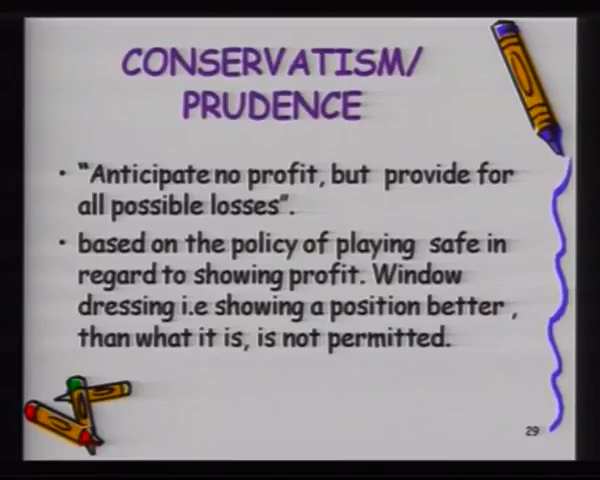 CONSERVATISM/
PRUDENCE
• "Anticipate no profit, but provide for
all possible losses".
• based on the policy of playing safe in
regard to showing profit. Window
dressing i.e showing a position better ,
than what it is, is not permitted.
29